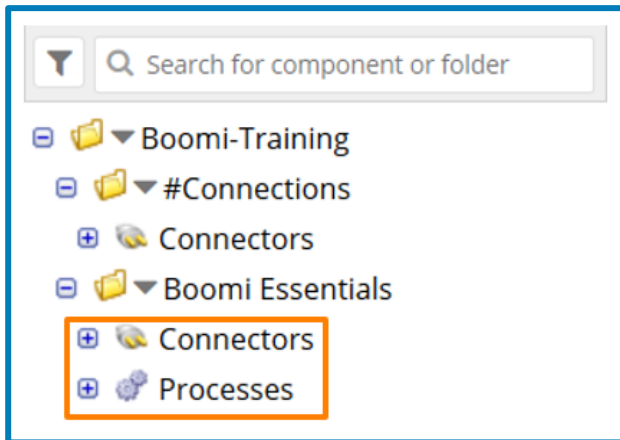 Search for component or folder
Boomi-Training
#Connections
Connectors
Boomi Essentials
Connectors
Processes